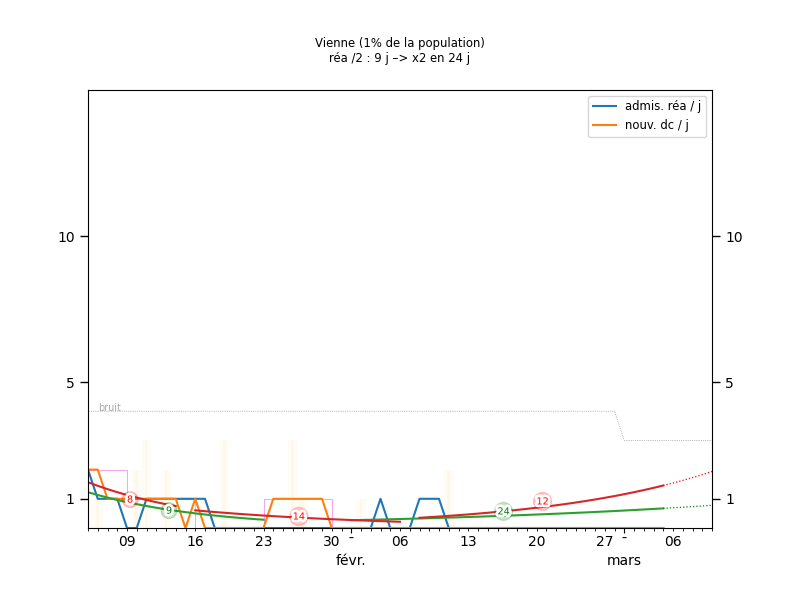 Vienne (1% de la population)
réa /2 : 9 j –> x2 en 24 j
admis. réa / j
nouv. dc / j
10 10
5 5
bruit
1 1
8
9
14
24
12
09 16 23 30 - 06 13 20 27 - 06
févr. mars